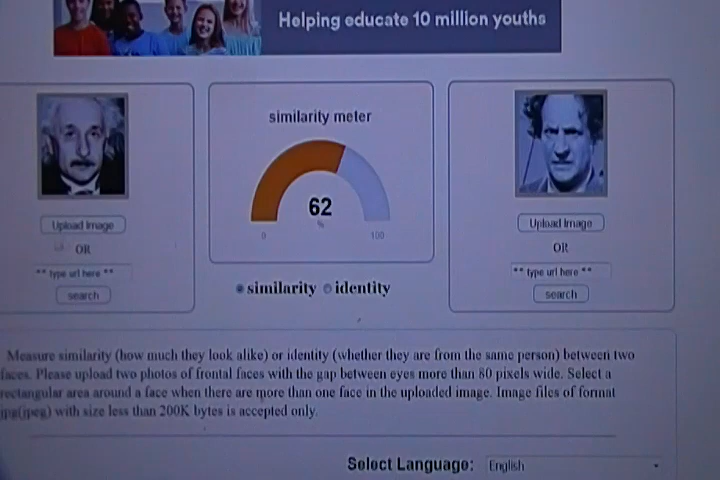 Helping educate 10 million youths
similarity meter
62
%
0
100
Upload Image
OR
** type url here **
search
Upload Image
OR
** type url here **
search
similarity identity
Measure similarity (how much they look alike) or identity (whether they are from the same person) between two
faces. Please upload two photos of frontal faces with the gap between eyes more than 80 pixels wide. Select a
rectangular area around a face when there are more than one face in the uploaded image. Image files of format
jpg(jpeg) with size less than 200K bytes is accepted only.
Select Language: English